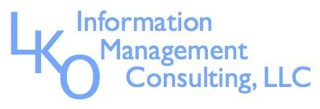 LKO
Information
Management
Consulting, LLC